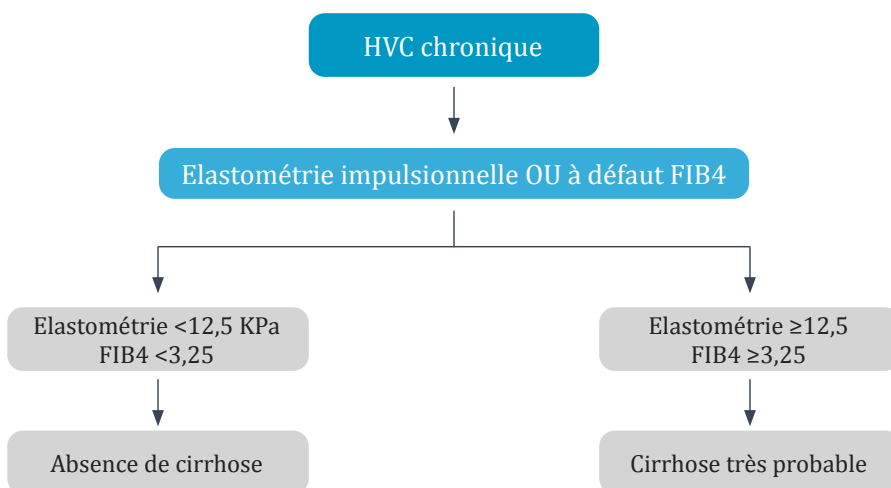 HVC chronique
Elastométrie impulsionnelle OU à défaut FIB4
Elastométrie <12,5 KPa
FIB4 <3,25
Elastométrie ≥12,5
FIB4 ≥3,25
Absence de cirrhose
Cirrhose très probable